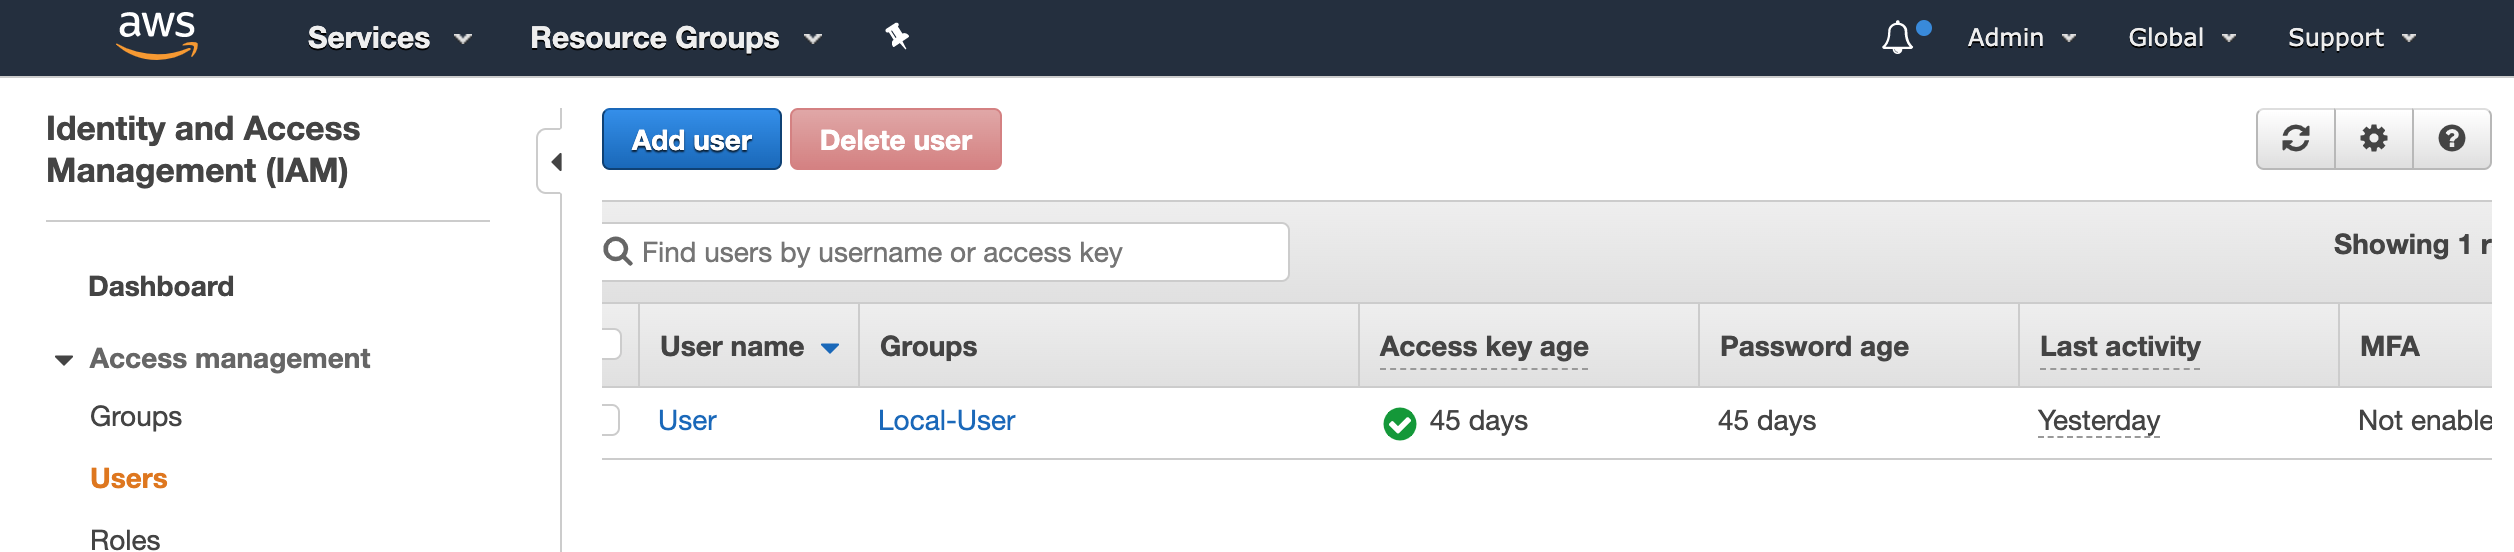 aws
Services
Resource Groups
Admin
Global
Support
Identity and Access
Management (IAM)
Dashboard
Access management
Groups
Users
Roles
Add user
Delete user
Find users by username or access key
Showing 1 r
User name
Groups
Access key age
Password age
Last activity
MFA
User
Local-User
45 days
45 days
Yesterday
Not enable